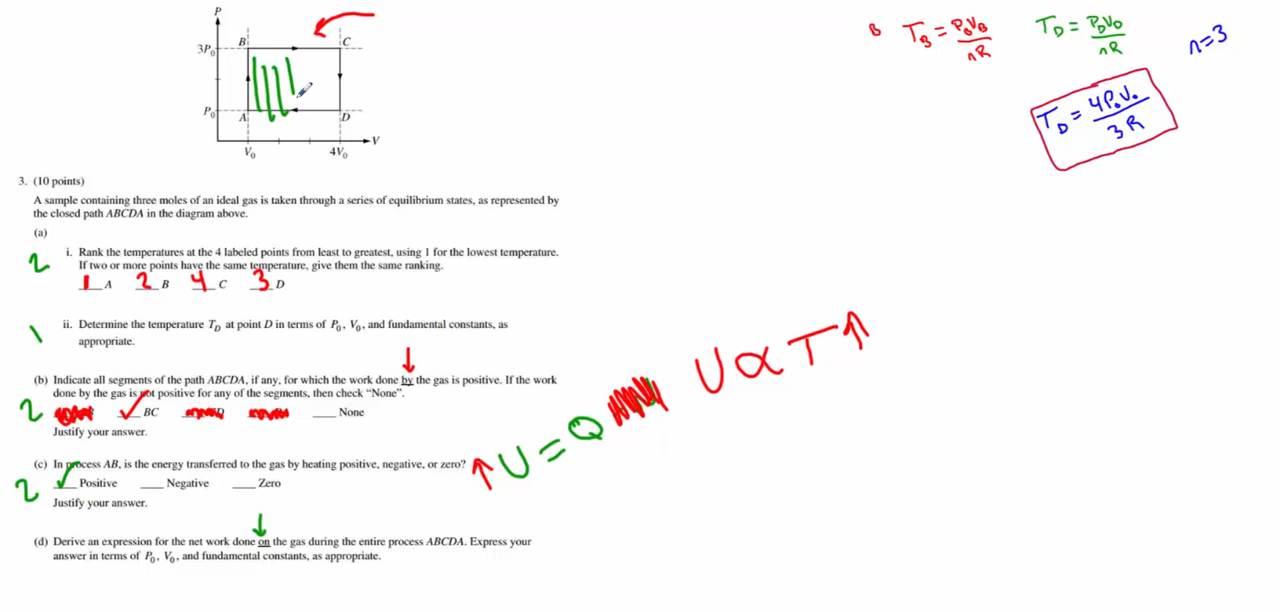 P
B C
3P₀
P₀
A D
V₀ 4V₀ V
B T_B = P_BV_B / nR
T_D = P_DV_D / nR
n=3
T_D = 4P₀V₀ / 3R
3. (10 points)
A sample containing three moles of an ideal gas is taken through a series of equilibrium states, as represented by
the closed path ABCDA in the diagram above.
(a)
2 i. Rank the temperatures at the 4 labeled points from least to greatest, using 1 for the lowest temperature.
If two or more points have the same temperature, give them the same ranking.
1 A 2 B 4 C 3 D
1 ii. Determine the temperature T_D at point D in terms of P₀, V₀, and fundamental constants, as
appropriate.
(b) Indicate all segments of the path ABCDA, if any, for which the work done by the gas is positive. If the work
done by the gas is not positive for any of the segments, then check “None”.
2 ✓ BC ___ None
Justify your answer.
U ∝ T ↑
↑ U = Q
(c) In process AB, is the energy transferred to the gas by heating positive, negative, or zero?
2 ✓ Positive ___ Negative ___ Zero
Justify your answer.
(d) Derive an expression for the net work done on the gas during the entire process ABCDA. Express your
answer in terms of P₀, V₀, and fundamental constants, as appropriate.